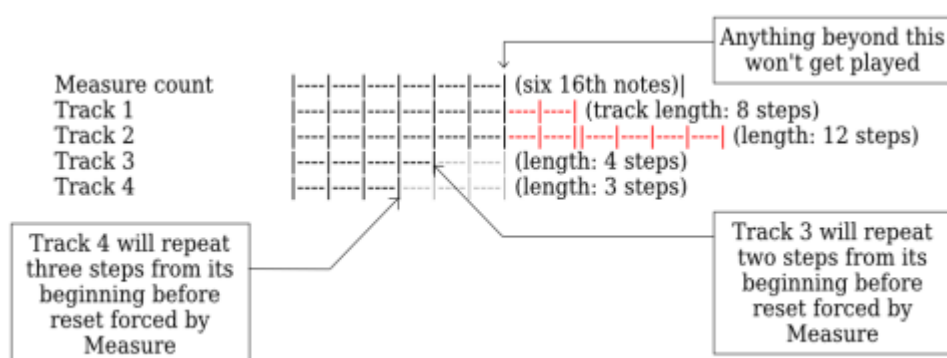 Anything beyond this
won't get played
Measure count |----|----|----|----|----|----| (six 16th notes)|
Track 1 |----|----|----|----|----|----|----|----| (track length: 8 steps)
Track 2 |----|----|----|----|----|----|----|----||----|----|----|----| (length: 12 steps)
Track 3 |----|----|----|----|----|----| (length: 4 steps)
Track 4 |----|----|----|----|----|----| (length: 3 steps)
Track 4 will repeat
three steps from its
beginning before
reset forced by
Measure
Track 3 will repeat
two steps from its
beginning before
reset forced by
Measure